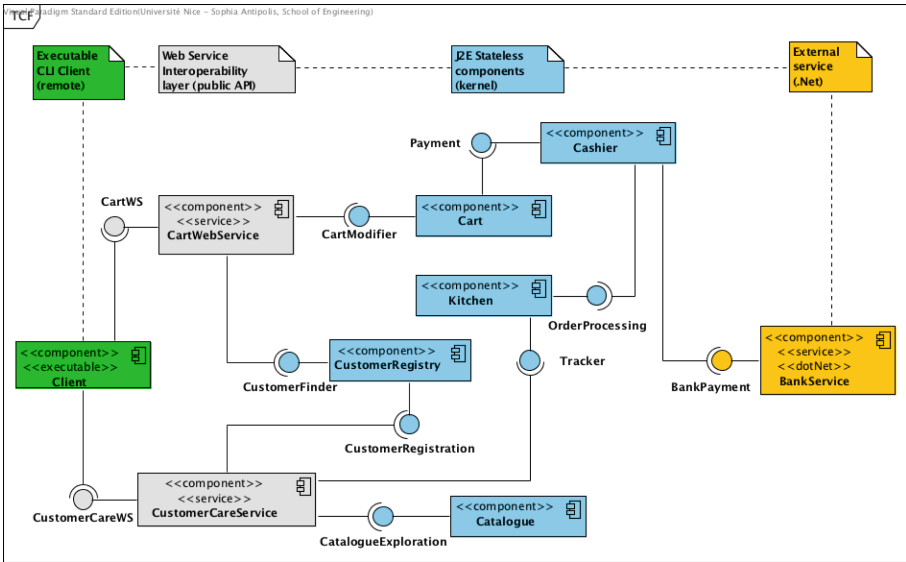 Visual Paradigm Standard Edition(Université Nice - Sophia Antipolis, School of Engineering)
TCF
Executable
CLI Client
(remote)
Web Service
Interoperability
layer (public API)
J2E Stateless
components
(kernel)
External
service
(.Net)
Payment
<<component>>
Cashier
CartWS
<<component>>
<<service>>
CartWebService
CartModifier
<<component>>
Cart
<<component>>
Kitchen
OrderProcessing
<<component>>
<<executable>>
Client
CustomerFinder
<<component>>
CustomerRegistry
Tracker
BankPayment
<<component>>
<<service>>
<<dotNet>>
BankService
CustomerRegistration
CustomerCareWS
<<component>>
<<service>>
CustomerCareService
CatalogueExploration
<<component>>
Catalogue